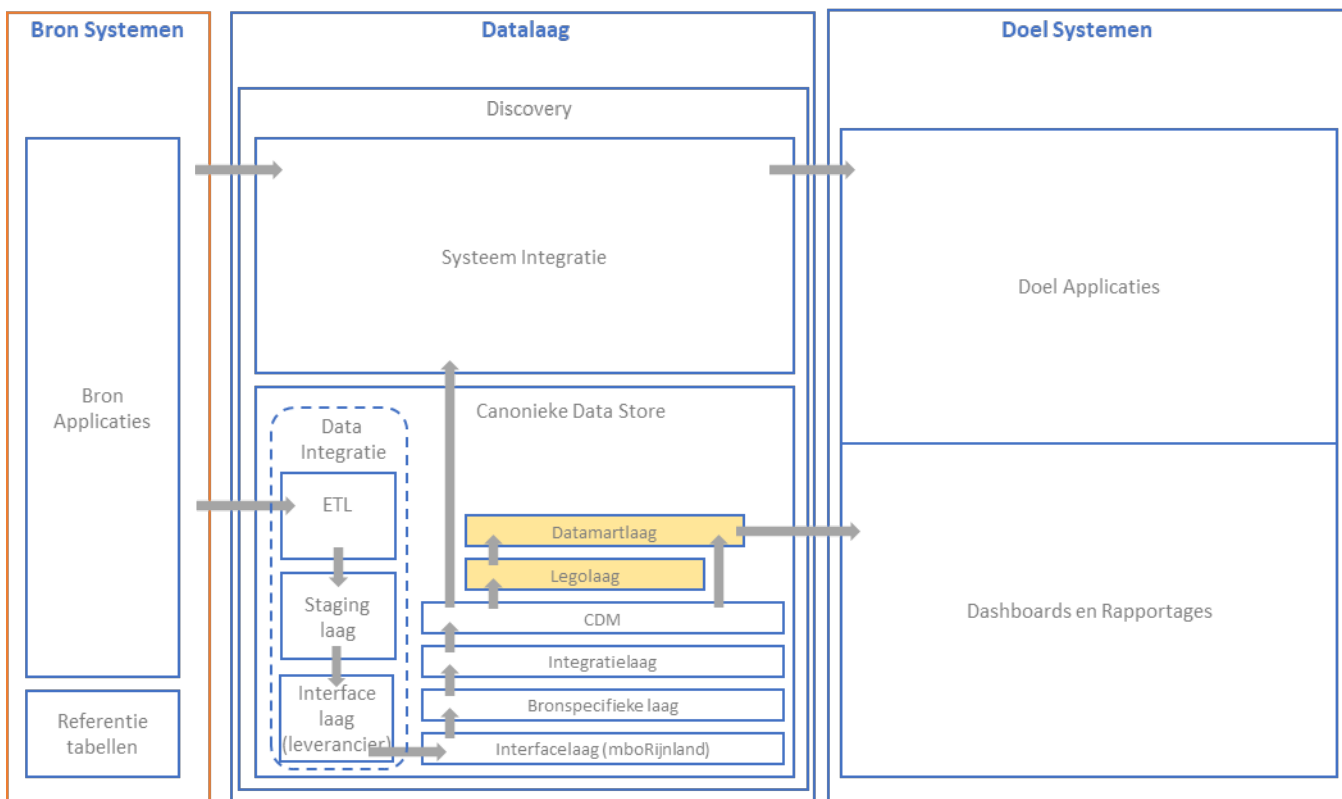 Bron Systemen
Datalaag
Doel Systemen
Discovery
Systeem Integratie
Doel Applicaties
Bron
Applicaties
Canonieke Data Store
Data
Integratie
ETL
Datamartlaag
Legolaag
Staging
laag
CDM
Dashboards en Rapportages
Integratielaag
Interface
laag
(leverancier)
Bronspecifieke laag
Interfacelaag (mboRijnland)
Referentie
tabellen